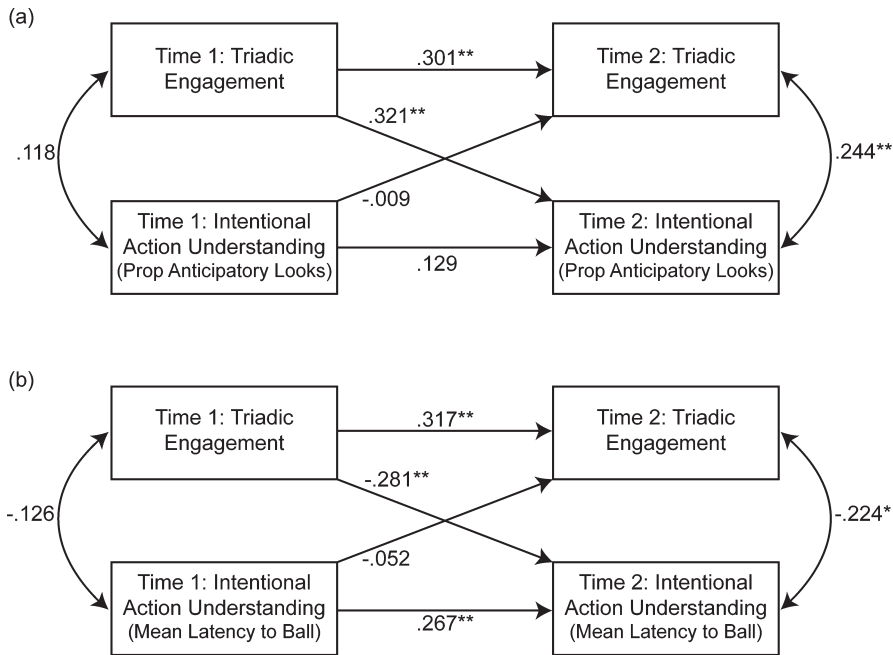 (a)
Time 1: Triadic
Engagement
.301**
Time 2: Triadic
Engagement
.321**
.118
.244**
-.009
Time 1: Intentional
Action Understanding
(Prop Anticipatory Looks)
.129
Time 2: Intentional
Action Understanding
(Prop Anticipatory Looks)
(b)
Time 1: Triadic
Engagement
.317**
Time 2: Triadic
Engagement
-.281**
-.126
-.224*
-.052
Time 1: Intentional
Action Understanding
(Mean Latency to Ball)
.267**
Time 2: Intentional
Action Understanding
(Mean Latency to Ball)